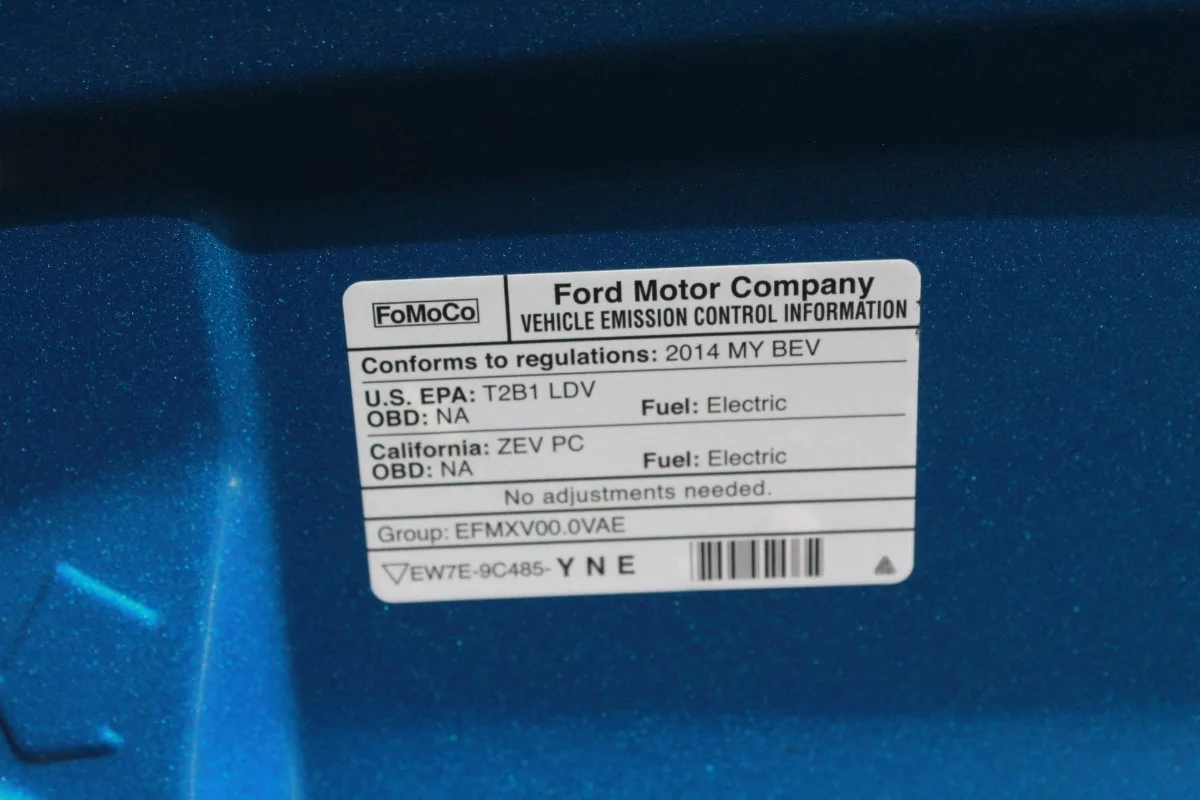 FoMoCo
Ford Motor Company
VEHICLE EMISSION CONTROL INFORMATION
Conforms to regulations: 2014 MY BEV
U.S. EPA: T2B1 LDV
OBD: NA Fuel: Electric
California: ZEV PC
OBD: NA Fuel: Electric
No adjustments needed.
Group: EFMXV00.0VAE
EW7E-9C485- Y N E